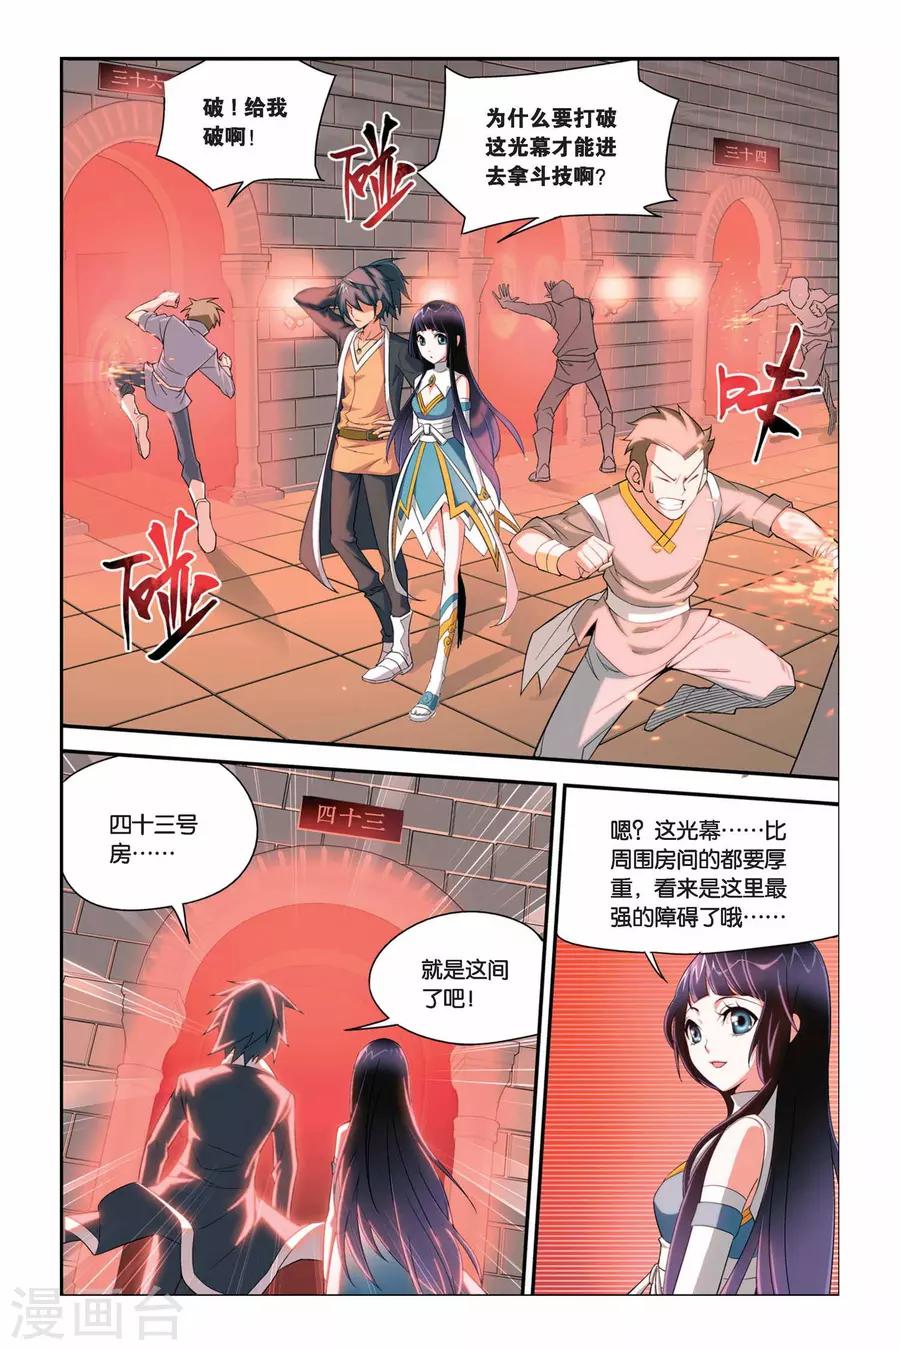 三十六
破！给我
破啊！
碰
为什么要打破
这光幕才能进
去拿斗技啊？
三十四
碰
四十三号
房……
四十三
就是这间
了吧！
嗯？这光幕……比
周围房间的都要厚
重，看来是这里最
强的障碍了哦……
漫画台